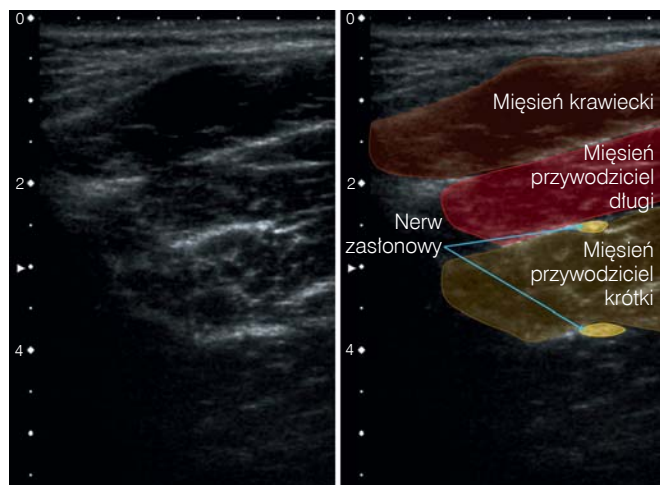 0
2
4
0
Mięsień krawiecki
Mięsień
przywodziciel
długi
2
Nerw
zasłonowy
Mięsień
przywodziciel
krótki
4